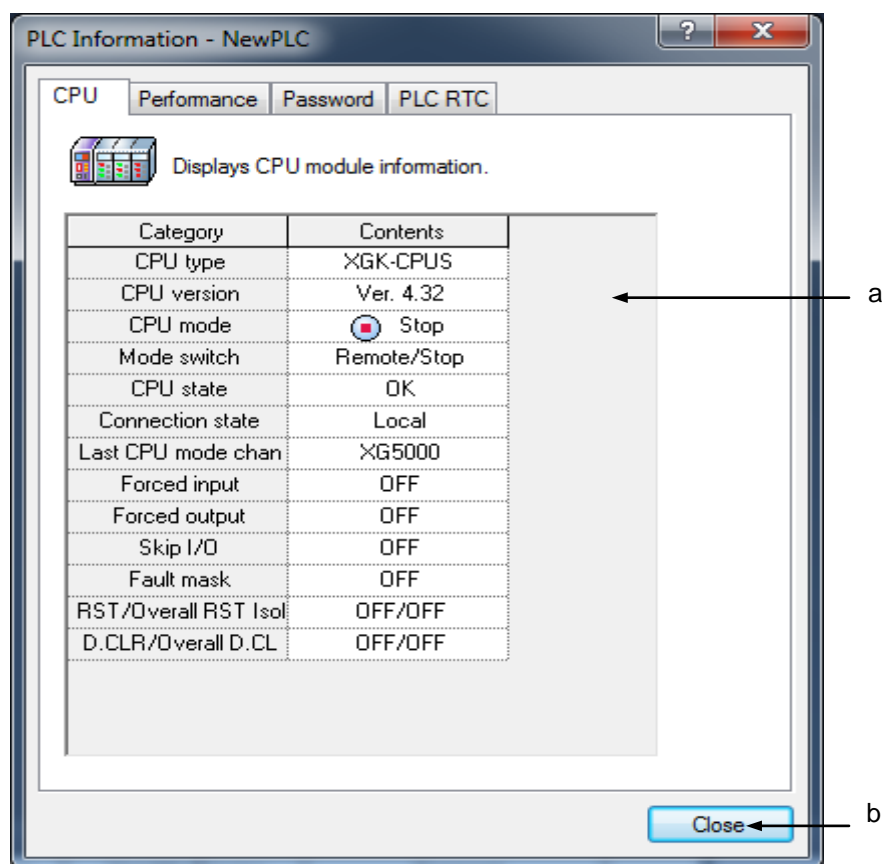 PLC Information - NewPLC
? X
CPU Performance Password PLC RTC
Displays CPU module information.
Category Contents
CPU type XGK-CPUS
CPU version Ver. 4.32
a
CPU mode Stop
Mode switch Remote/Stop
CPU state OK
Connection state Local
Last CPU mode chan XG5000
Forced input OFF
Forced output OFF
Skip I/O OFF
Fault mask OFF
RST/Overall RST Isol OFF/OFF
D.CLR/Overall D.CL OFF/OFF
Close b